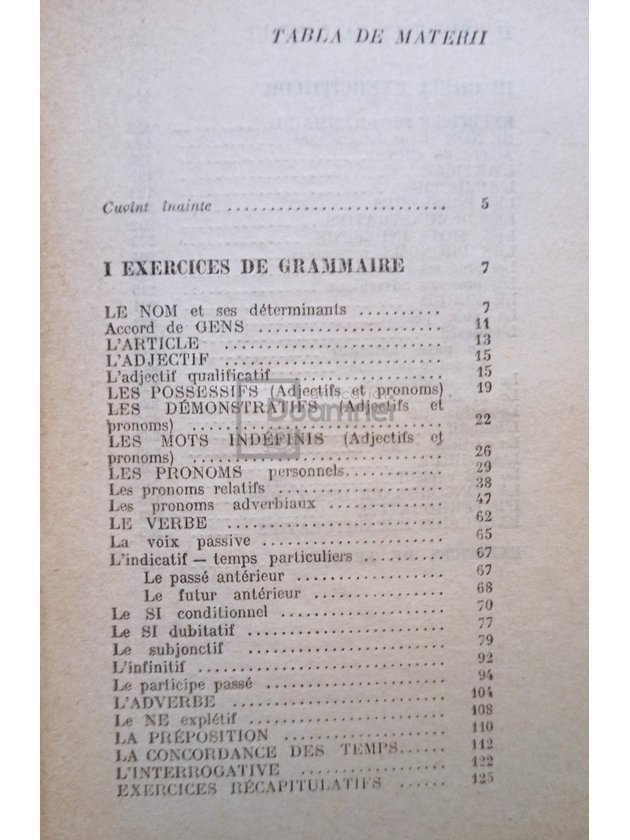 TABLA DE MATERII
Cuvînt înainte .......................... 5
I EXERCICES DE GRAMMAIRE 7
LE NOM et ses déterminants .......... 7
Accord de GENS ...................... 11
L'ARTICLE .......................... 13
L'ADJECTIF .......................... 15
L'adjectif qualificatif .................... 15
LES POSSESSIFS (Adjectifs et pronoms). 19
LES DÉMONSTRATIFS (Adjectifs et
pronoms) .............................. 22
LES MOTS INDÉFINIS (Adjectifs et
pronoms) .............................. 26
LES PRONOMS personnels............ 29
Les pronoms relatifs .................... 38
Les pronoms adverbiaux .............. 47
LE VERBE .......................... 62
La voix passive ...................... 65
L'indicatif — temps particuliers .......... 67
Le passé antérieur .................. 67
Le futur antérieur ................ 68
Le SI conditionnel .................... 70
Le SI dubitatif ........................ 77
Le subjonctif ........................ 79
L'infinitif .............................. 92
Le participe passé ...................... 94
L'ADVERBE .......................... 104
Le NE explétif ........................ 108
LA PRÉPOSITION .................... 110
LA CONCORDANCE DES TEMPS...... 112
L'INTERROGATIVE .................. 122
EXERCICES RÉCAPITULATIFS ...... 125
Doamnei